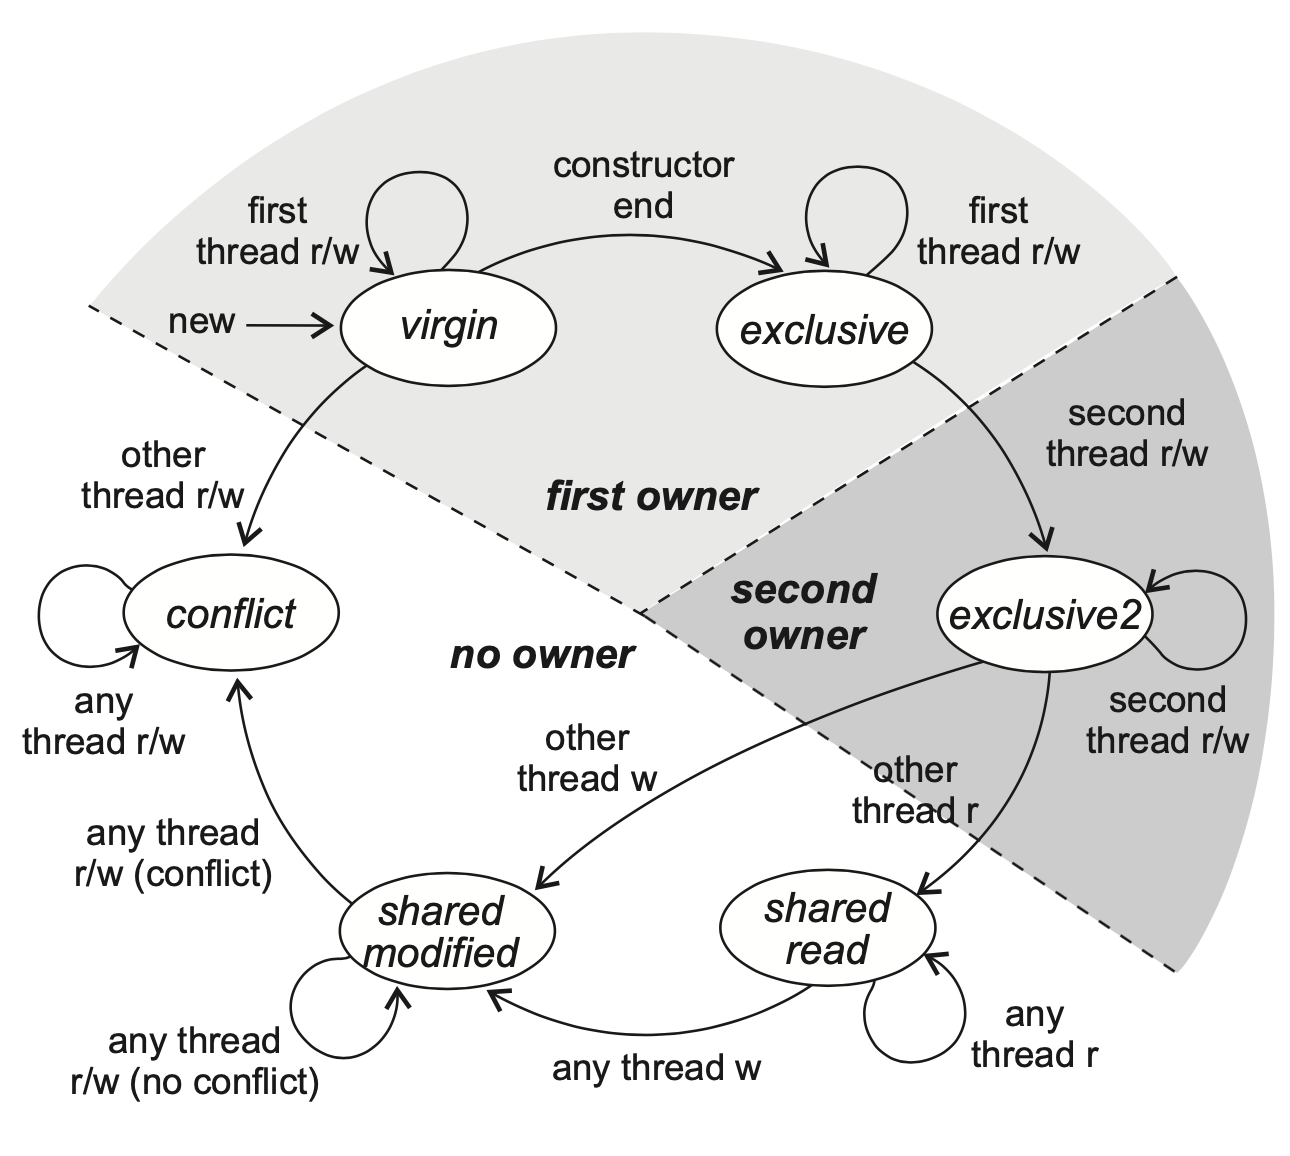 constructor
end
first
thread r/w
first
thread r/w
new
virgin
exclusive
other
thread r/w
second
thread r/w
first owner
second
owner
no owner
conflict
exclusive2
any
thread r/w
second
thread r/w
other
thread w
other
thread r
any thread
r/w (conflict)
shared
modified
shared
read
any thread
r/w (no conflict)
any thread w
any
thread r